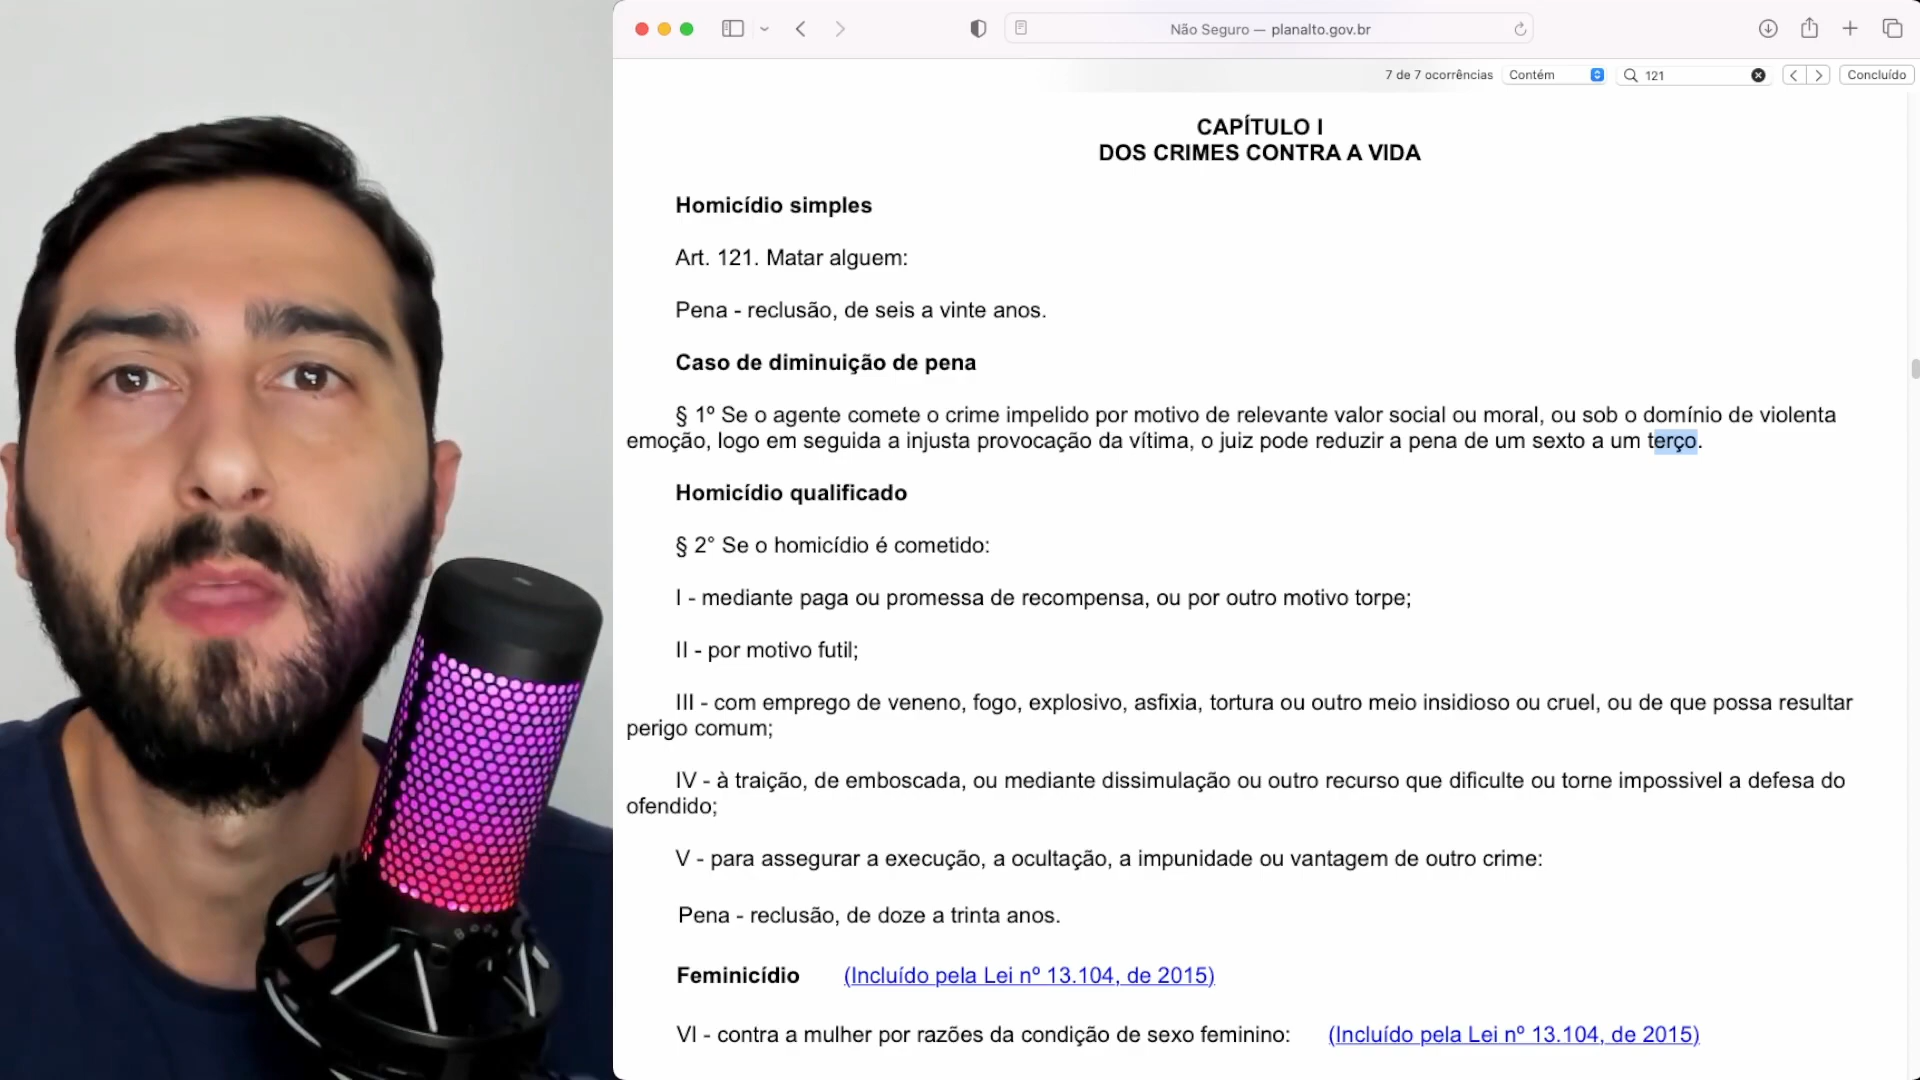 Não Seguro — planalto.gov.br
7 de 7 ocorrências Contém 121 Concluído
CAPÍTULO I
DOS CRIMES CONTRA A VIDA
Homicídio simples
Art. 121. Matar alguem:
Pena - reclusão, de seis a vinte anos.
Caso de diminuição de pena
§ 1º Se o agente comete o crime impelido por motivo de relevante valor social ou moral, ou sob o domínio de violenta
emoção, logo em seguida a injusta provocação da vítima, o juiz pode reduzir a pena de um sexto a um terço.
Homicídio qualificado
§ 2° Se o homicídio é cometido:
I - mediante paga ou promessa de recompensa, ou por outro motivo torpe;
II - por motivo futil;
III - com emprego de veneno, fogo, explosivo, asfixia, tortura ou outro meio insidioso ou cruel, ou de que possa resultar
perigo comum;
IV - à traição, de emboscada, ou mediante dissimulação ou outro recurso que dificulte ou torne impossivel a defesa do
ofendido;
V - para assegurar a execução, a ocultação, a impunidade ou vantagem de outro crime:
Pena - reclusão, de doze a trinta anos.
Feminicídio (Incluído pela Lei nº 13.104, de 2015)
VI - contra a mulher por razões da condição de sexo feminino: (Incluído pela Lei nº 13.104, de 2015)